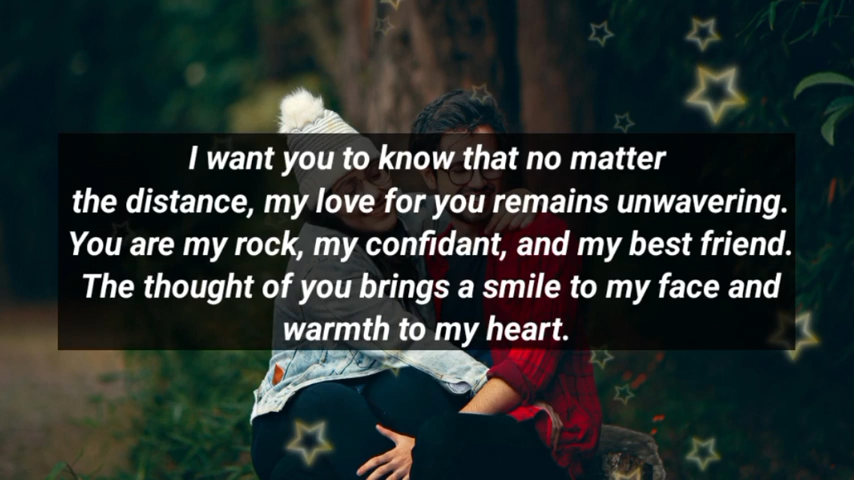 I want you to know that no matter
the distance, my love for you remains unwavering.
You are my rock, my confidant, and my best friend.
The thought of you brings a smile to my face and
warmth to my heart.